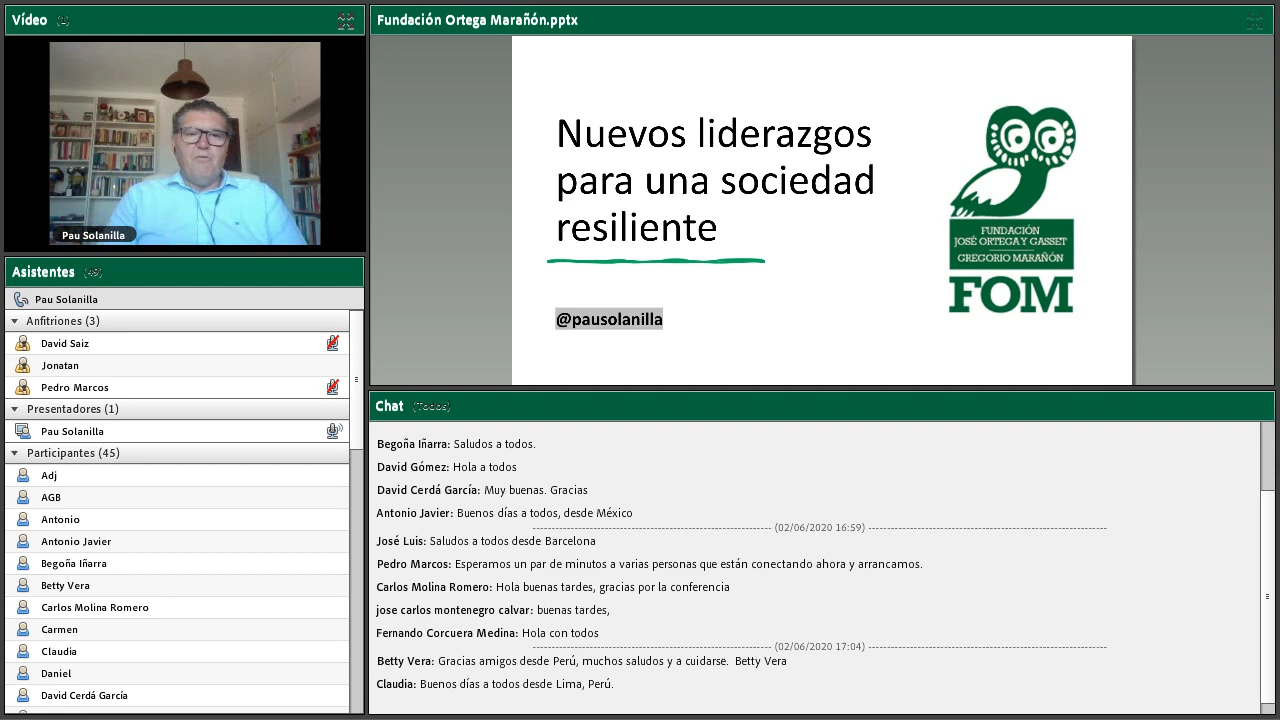 Vídeo
Pau Solanilla
Asistentes (49)
Pau Solanilla
Anfitriones (3)
David Saiz
Jonatan
Pedro Marcos
Presentadores (1)
Pau Solanilla
Participantes (45)
Adj
AGB
Antonio
Antonio Javier
Begoña Iñarra
Betty Vera
Carlos Molina Romero
Carmen
Claudia
Daniel
David Cerdá García
Fundación Ortega Marañón.pptx
Nuevos liderazgos
para una sociedad
resiliente
@pausolanilla
FUNDACIÓN
JOSÉ ORTEGA Y GASSET
GREGORIO MARAÑÓN
FOM
Chat (Todos)
Begoña Iñarra: Saludos a todos.
David Gómez: Hola a todos
David Cerdá García: Muy buenas. Gracias
Antonio Javier: Buenos días a todos, desde México
(02/06/2020 16:59)
José Luis: Saludos a todos desde Barcelona
Pedro Marcos: Esperamos un par de minutos a varias personas que están conectando ahora y arrancamos.
Carlos Molina Romero: Hola buenas tardes, gracias por la conferencia
jose carlos montenegro calvar: buenas tardes,
Fernando Corcuera Medina: Hola con todos
(02/06/2020 17:04)
Betty Vera: Gracias amigos desde Perú, muchos saludos y a cuidarse. Betty Vera
Claudia: Buenos días a todos desde Lima, Perú.